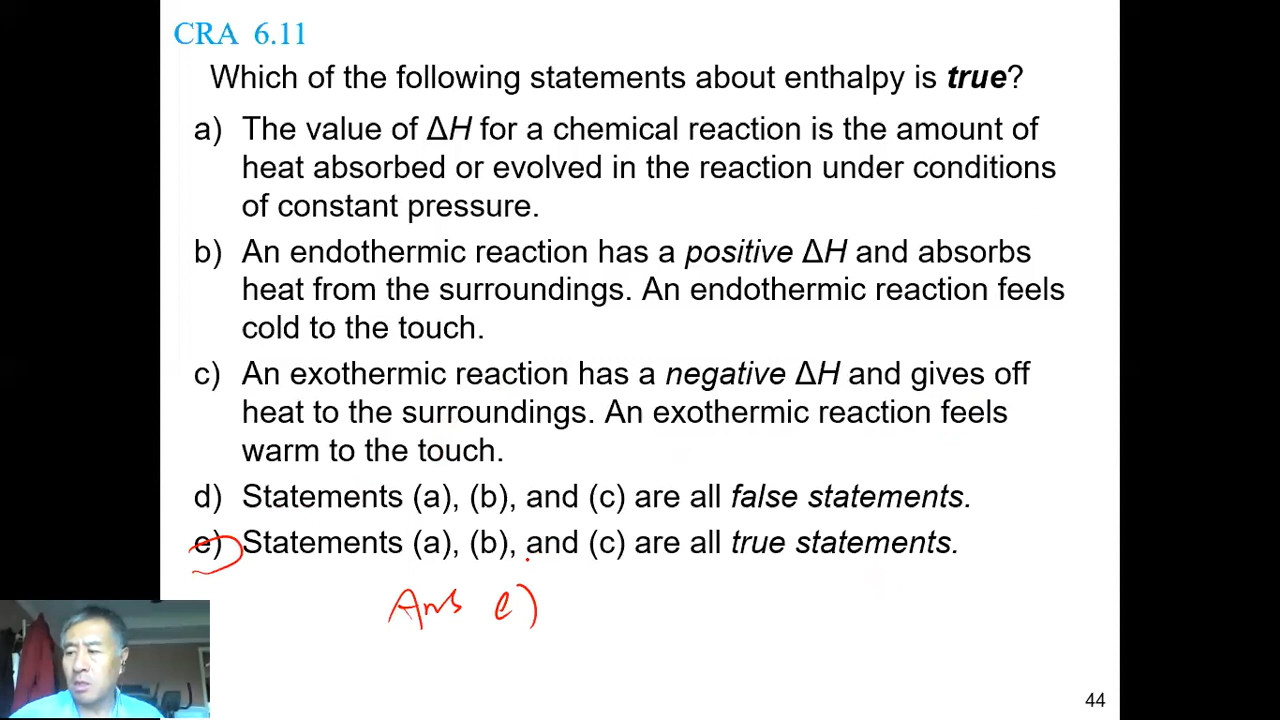 CRA 6.11
Which of the following statements about enthalpy is true?
a) The value of ΔH for a chemical reaction is the amount of
heat absorbed or evolved in the reaction under conditions
of constant pressure.
b) An endothermic reaction has a positive ΔH and absorbs
heat from the surroundings. An endothermic reaction feels
cold to the touch.
c) An exothermic reaction has a negative ΔH and gives off
heat to the surroundings. An exothermic reaction feels
warm to the touch.
d) Statements (a), (b), and (c) are all false statements.
e) Statements (a), (b), and (c) are all true statements.
Ans e)
44